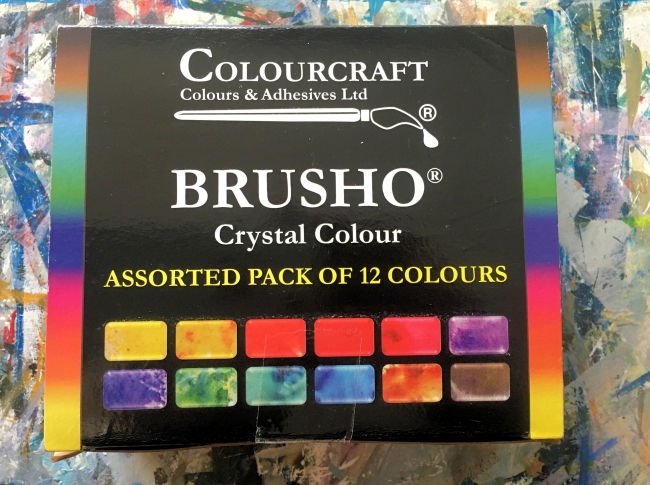 COLOURCRAFT
Colours & Adhesives Ltd
®
BRUSHO®
Crystal Colour
ASSORTED PACK OF 12 COLOURS